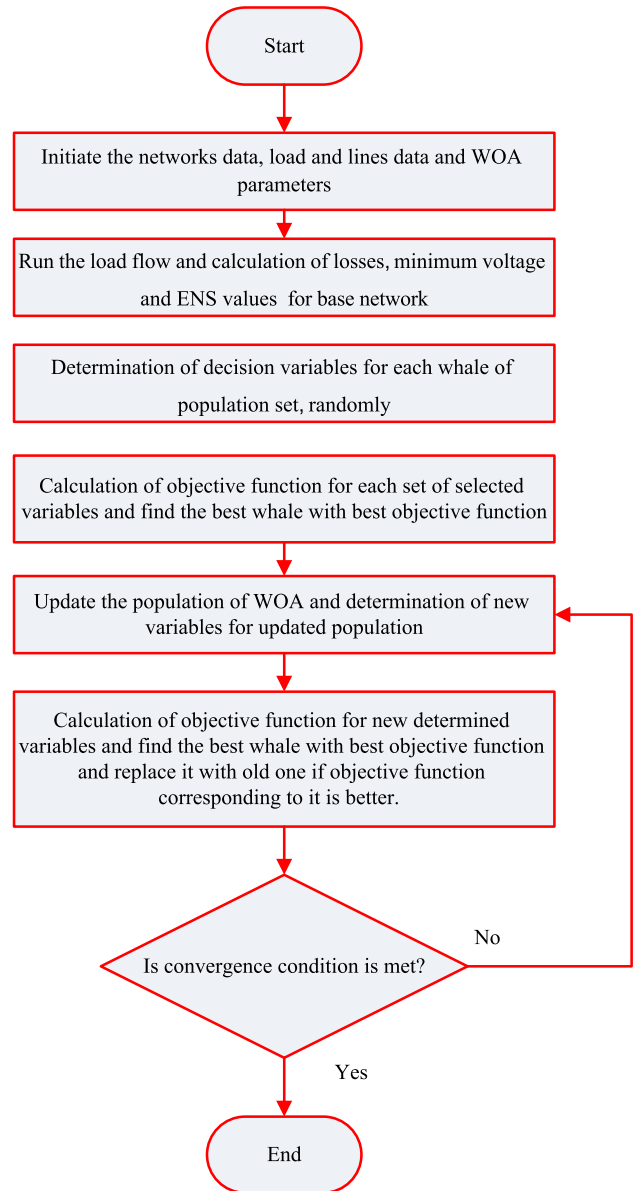 Start
Initiate the networks data, load and lines data and WOA
parameters
Run the load flow and calculation of losses, minimum voltage
and ENS values for base network
Determination of decision variables for each whale of
population set, randomly
Calculation of objective function for each set of selected
variables and find the best whale with best objective function
Update the population of WOA and determination of new
variables for updated population
Calculation of objective function for new determined
variables and find the best whale with best objective function
and replace it with old one if objective function
corresponding to it is better.
Is convergence condition is met?
No
Yes
End